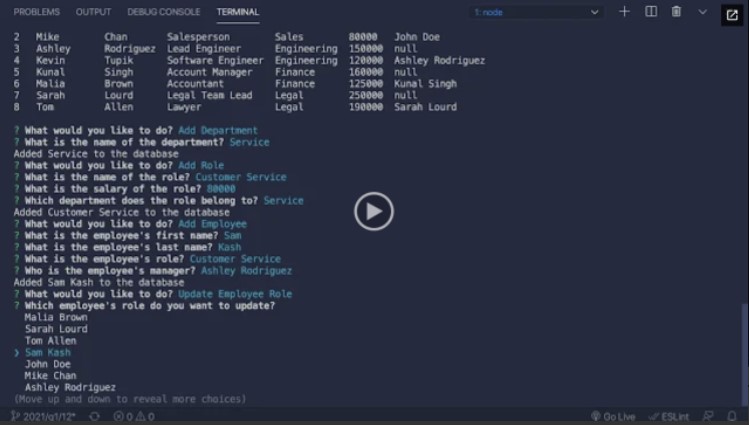 PROBLEMS OUTPUT DEBUG CONSOLE TERMINAL 1: node
2 Mike Chan Salesperson Sales 80000 John Doe
3 Ashley Rodriguez Lead Engineer Engineering 150000 null
4 Kevin Tupik Software Engineer Engineering 120000 Ashley Rodriguez
5 Kunal Singh Account Manager Finance 160000 null
6 Malia Brown Accountant Finance 125000 Kunal Singh
7 Sarah Lourd Legal Team Lead Legal 250000 null
8 Tom Allen Lawyer Legal 190000 Sarah Lourd
? What would you like to do? Add Department
? What is the name of the department? Service
Added Service to the database
? What would you like to do? Add Role
? What is the name of the role? Customer Service
? What is the salary of the role? 80000
? Which department does the role belong to? Service
Added Customer Service to the database
? What would you like to do? Add Employee
? What is the employee's first name? Sam
? What is the employee's last name? Kash
? What is the employee's role? Customer Service
? Who is the employee's manager? Ashley Rodriguez
Added Sam Kash to the database
? What would you like to do? Update Employee Role
? Which employee's role do you want to update?
Malia Brown
Sarah Lourd
Tom Allen
❯ Sam Kash
John Doe
Mike Chan
Ashley Rodriguez
(Move up and down to reveal more choices)
2021/q1/12* 0 0 Go Live ESLint